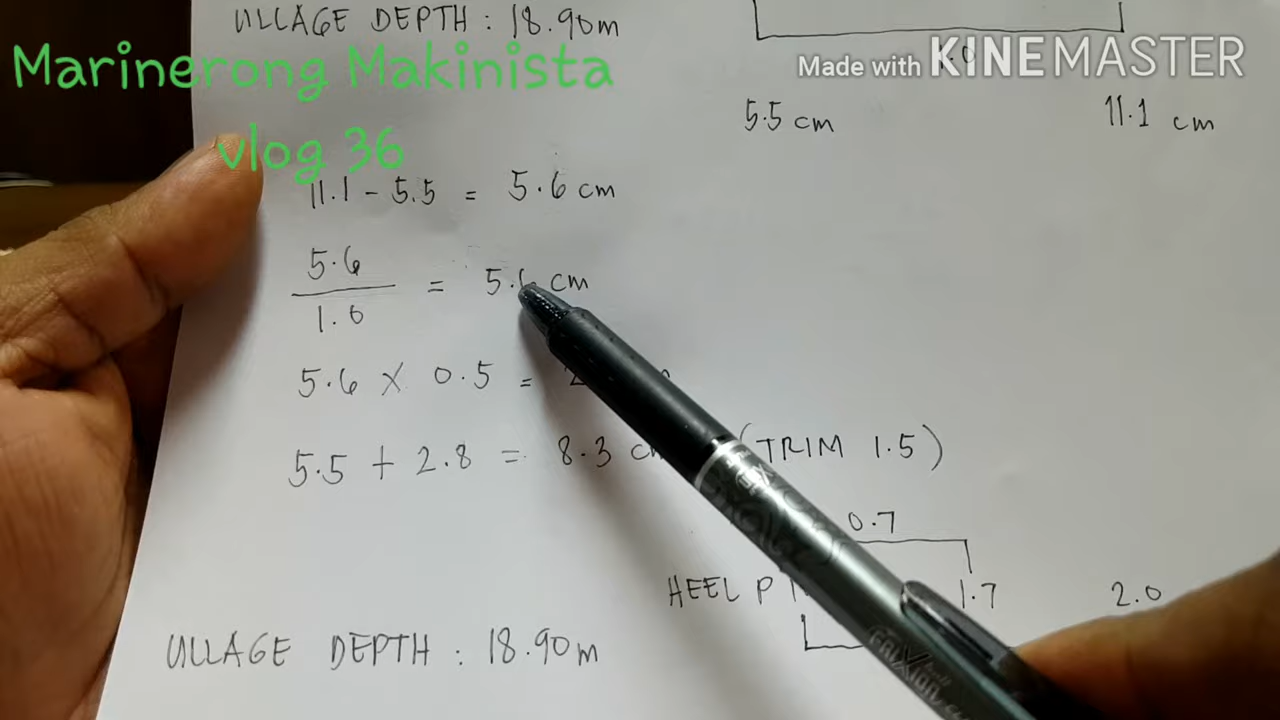 ULLAGE DEPTH : 18.90m
Marinerong Makinista
vlog 36
Made with KINEMASTER
5.5 cm 11.1 cm
11.1 - 5.5 = 5.6 cm
5.6
1.0
= 5.6 cm
5.6 X 0.5 =
5.5 + 2.8 = 8.3 (TRIM 1.5)
0.7
HEEL P 1.7 2.0
ULLAGE DEPTH : 18.90m